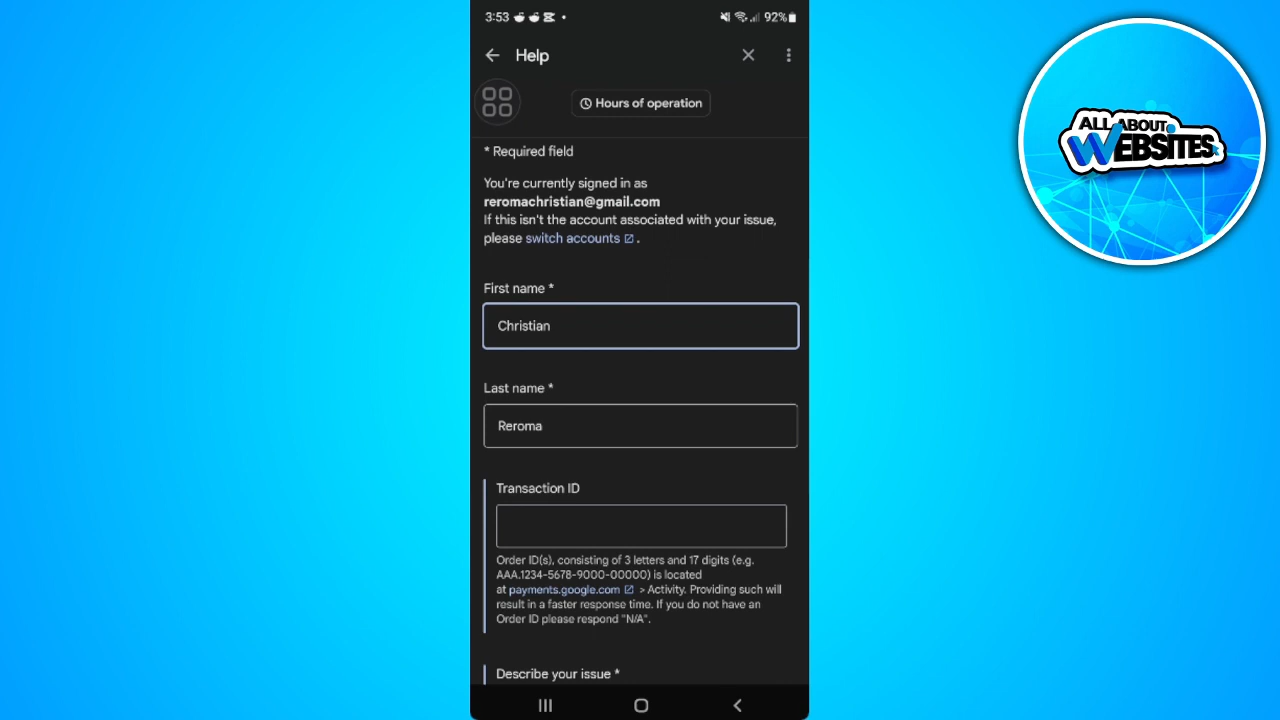 3:53
92%
Help
Hours of operation
* Required field
You're currently signed in as
reromachristian@gmail.com
If this isn't the account associated with your issue,
please switch accounts .
First name *
Christian
Last name *
Reroma
Transaction ID
Order ID(s), consisting of 3 letters and 17 digits (e.g.
AAA.1234-5678-9000-00000) is located
at payments.google.com > Activity. Providing such will
result in a faster response time. If you do not have an
Order ID please respond "N/A".
Describe your issue *
ALL ABOUT
WEBSITES